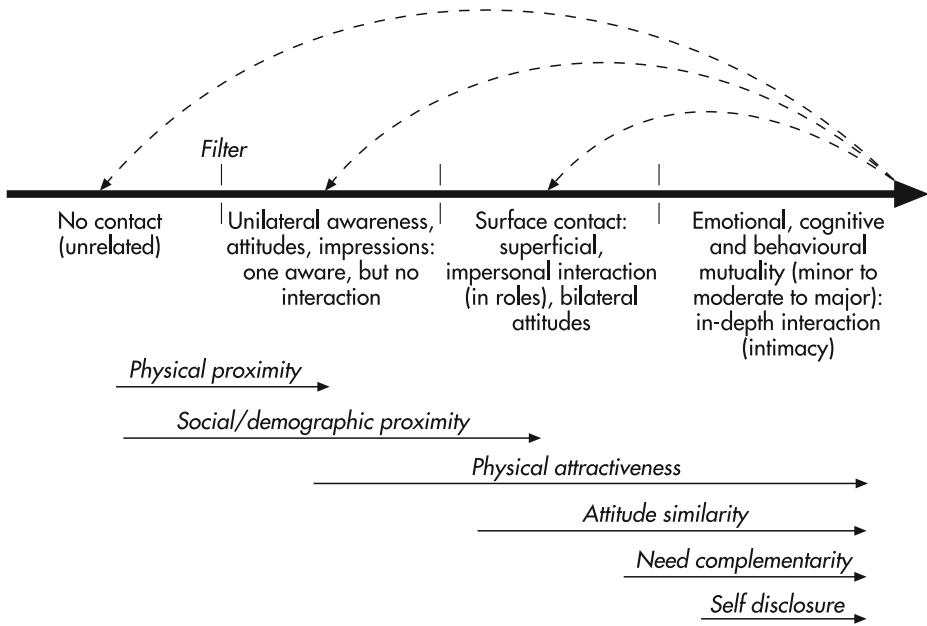 Filter
No contact
(unrelated)
Unilateral awareness,
attitudes, impressions:
one aware, but no
interaction
Surface contact:
superficial,
impersonal interaction
(in roles), bilateral
attitudes
Emotional, cognitive
and behavioural
mutuality (minor to
moderate to major):
in-depth interaction
(intimacy)
Physical proximity
Social/demographic proximity
Physical attractiveness
Attitude similarity
Need complementarity
Self disclosure